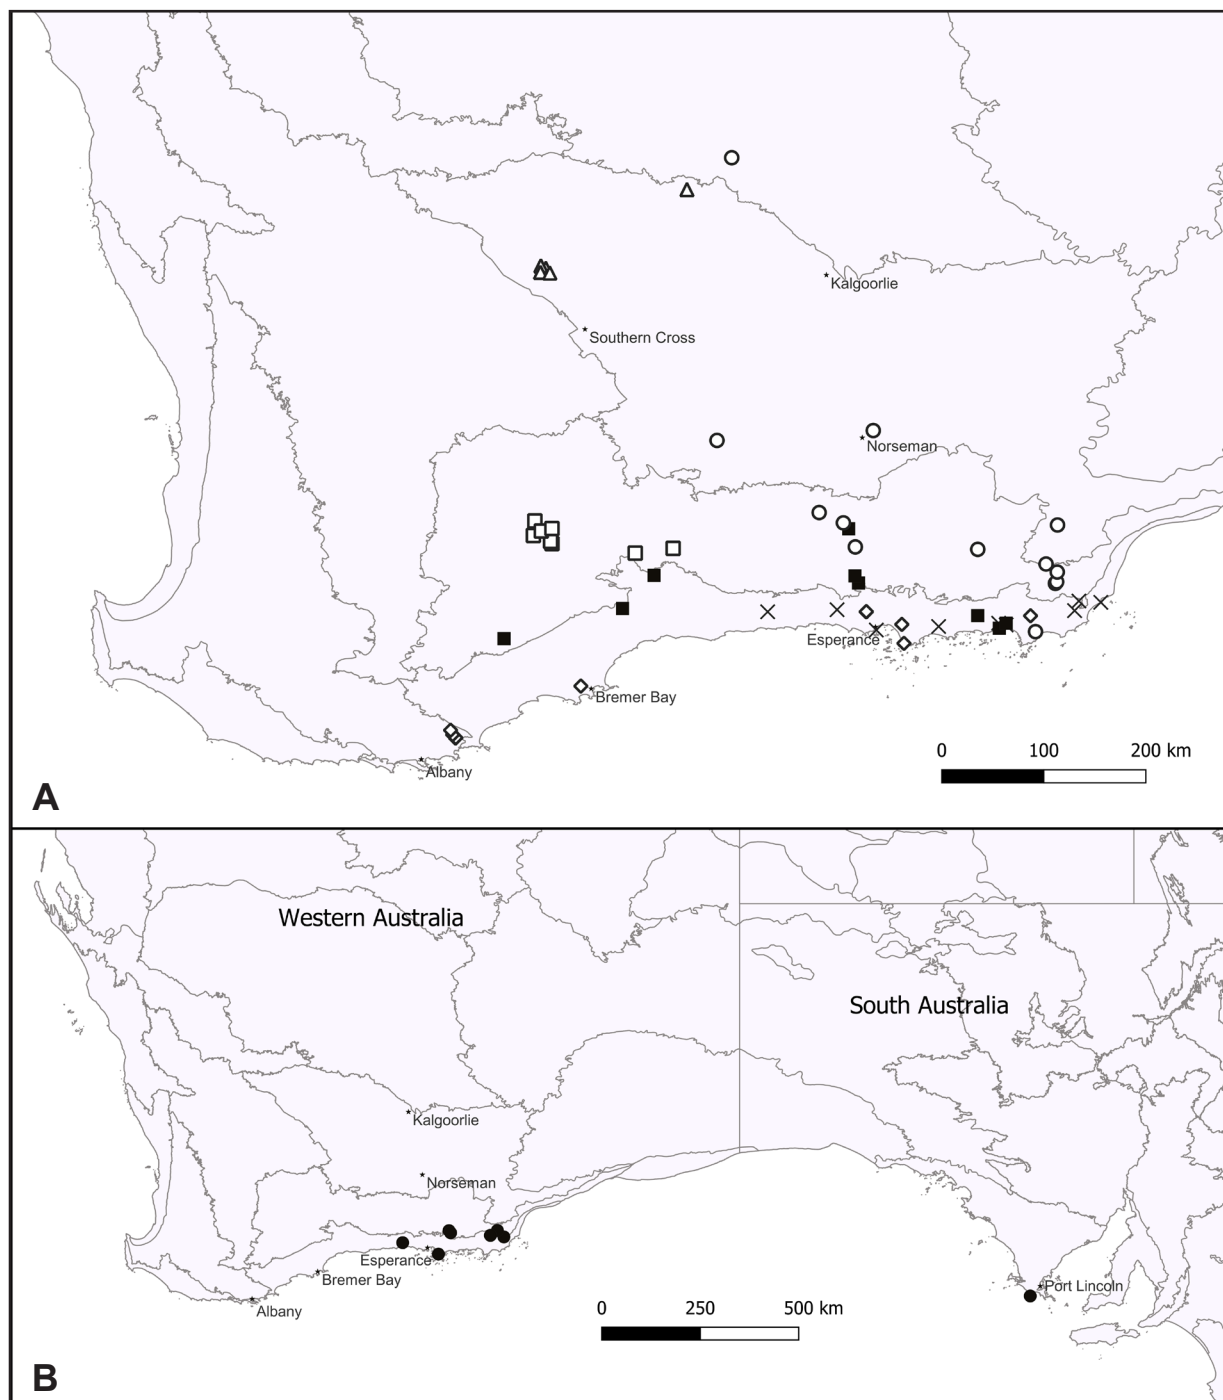 Kalgoorlie
Southern Cross
Norseman
Esperance
Bremer Bay
0 100 200 km
Albany
A
Western Australia
South Australia
Kalgoorlie
Norseman
Esperance
Bremer Bay
Port Lincoln
0 250 500 km
Albany
B